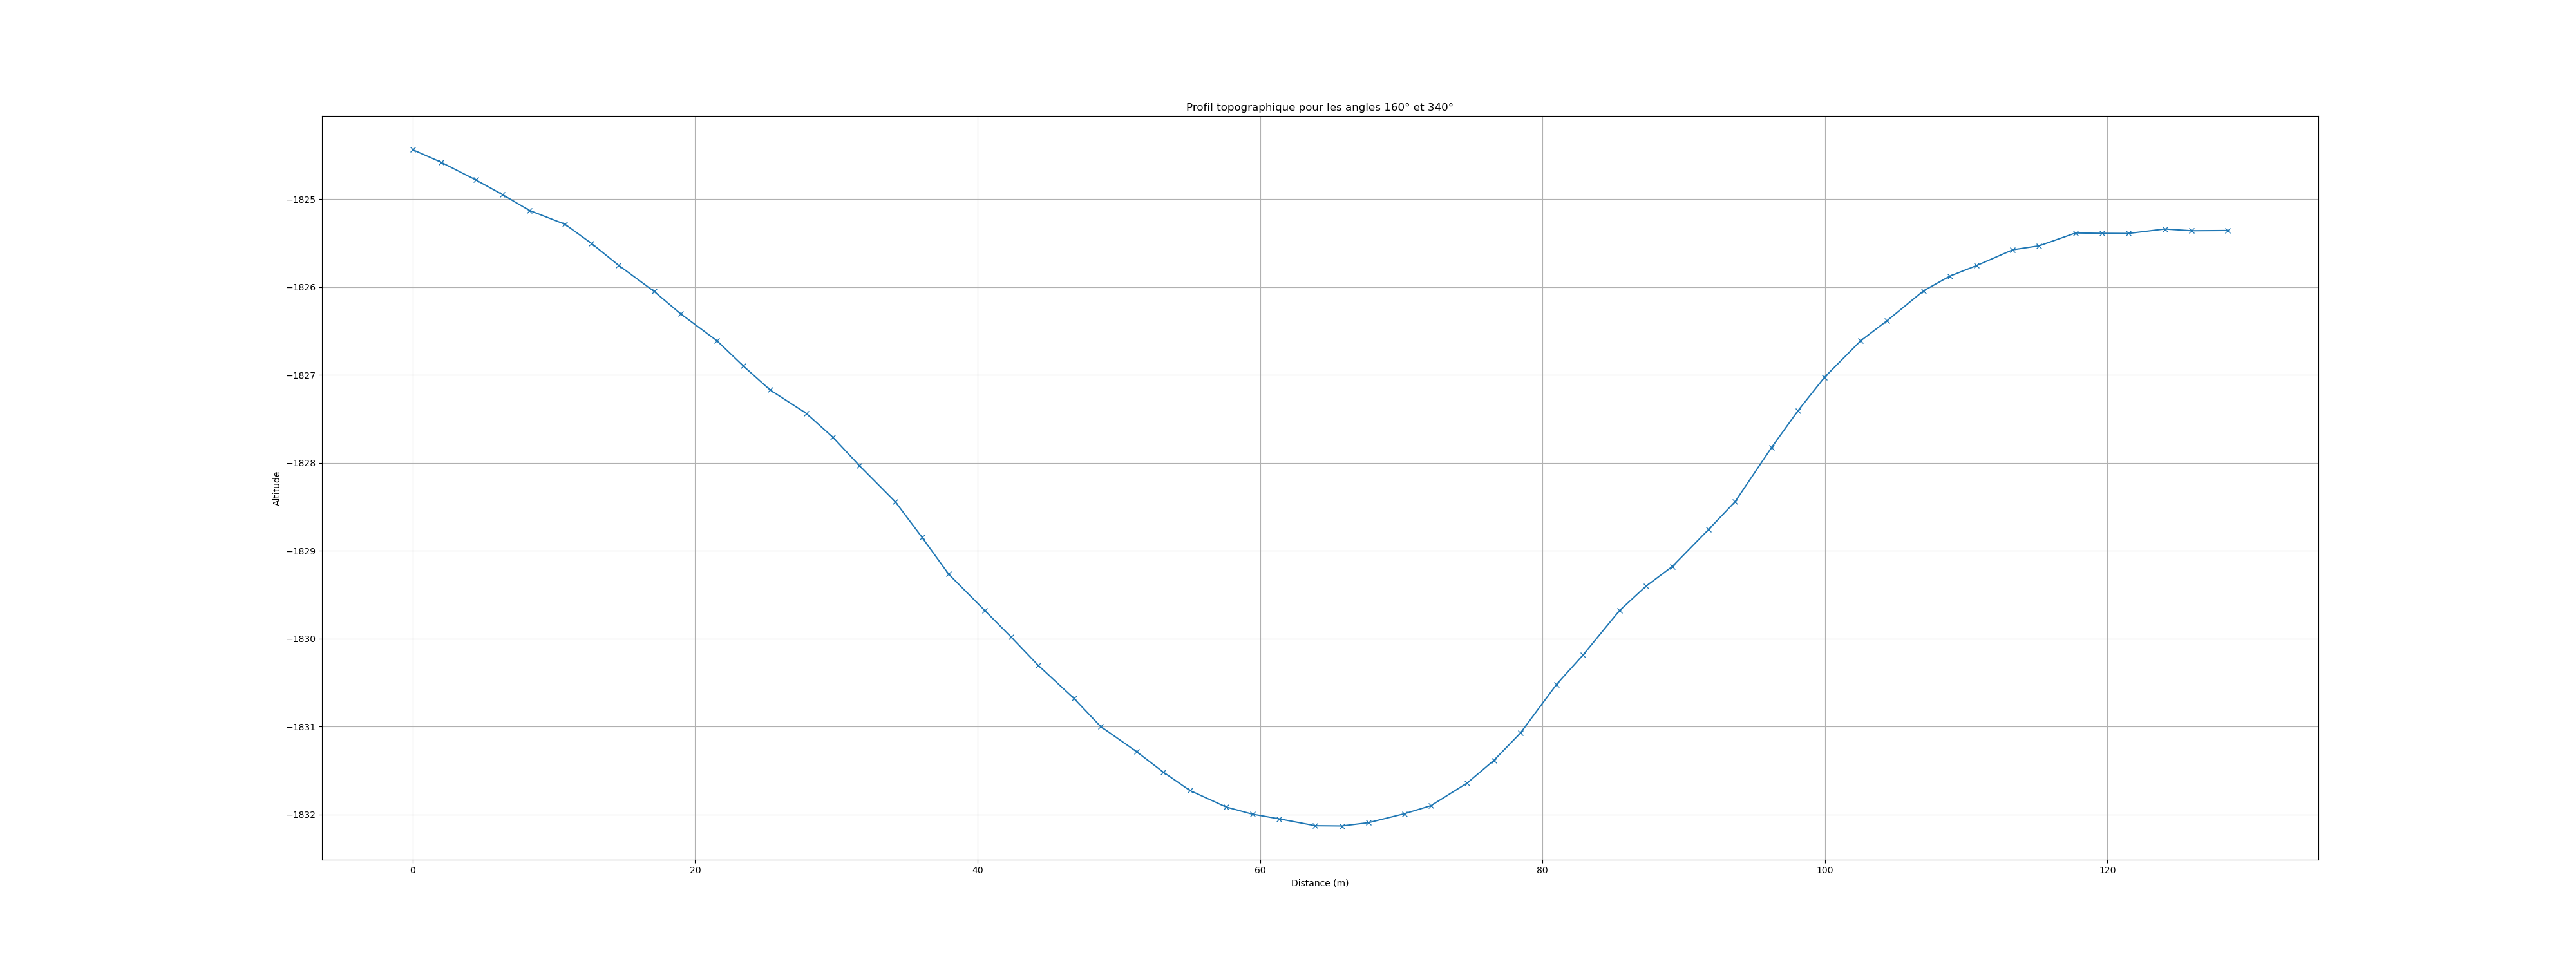 Profil topographique pour les angles 160° et 340°
Altitude
−1825
−1826
−1827
−1828
−1829
−1830
−1831
−1832
0 20 40 60 80 100 120
Distance (m)